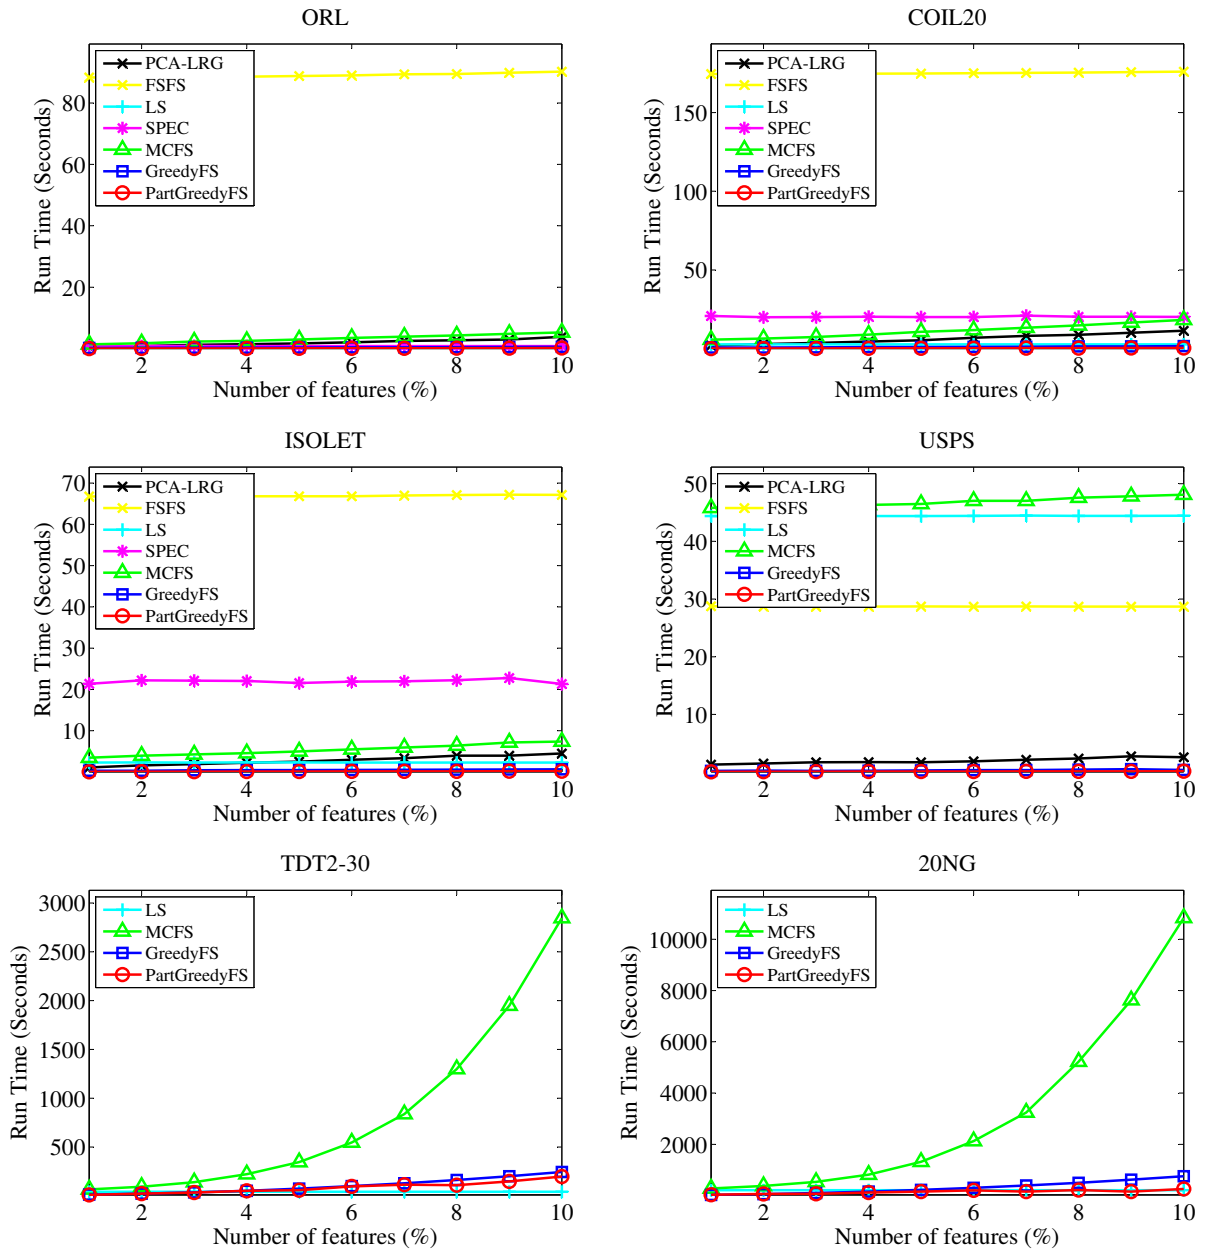 ORL
PCA-LRG
FSFS
LS
SPEC
MCFS
GreedyFS
PartGreedyFS
80
60
40
20
2 4 6 8 10
Run Time (Seconds)
Number of features (%)
COIL20
PCA-LRG
FSFS
LS
SPEC
MCFS
GreedyFS
PartGreedyFS
150
100
50
2 4 6 8 10
Run Time (Seconds)
Number of features (%)
ISOLET
PCA-LRG
FSFS
LS
SPEC
MCFS
GreedyFS
PartGreedyFS
70
60
50
40
30
20
10
0
2 4 6 8 10
Run Time (Seconds)
Number of features (%)
USPS
PCA-LRG
FSFS
LS
MCFS
GreedyFS
PartGreedyFS
50
40
30
20
10
2 4 6 8 10
Run Time (Seconds)
Number of features (%)
TDT2-30
LS
MCFS
GreedyFS
PartGreedyFS
3000
2500
2000
1500
1000
500
2 4 6 8 10
Run Time (Seconds)
Number of features (%)
20NG
LS
MCFS
GreedyFS
PartGreedyFS
10000
8000
6000
4000
2000
2 4 6 8 10
Run Time (Seconds)
Number of features (%)